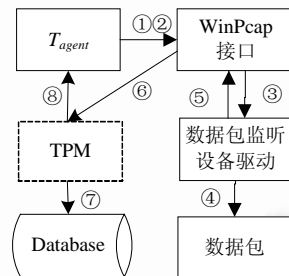 T_agent
①②
WinPcap
接口
⑧
⑥
⑤
③
TPM
数据包监听
设备驱动
⑦
④
Database
数据包